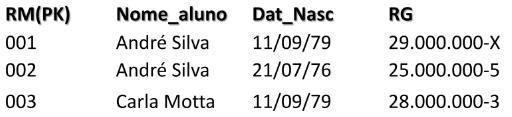 RM(PK) Nome_aluno Dat_Nasc RG
001 André Silva 11/09/79 29.000.000-X
002 André Silva 21/07/76 25.000.000-5
003 Carla Motta 11/09/79 28.000.000-3